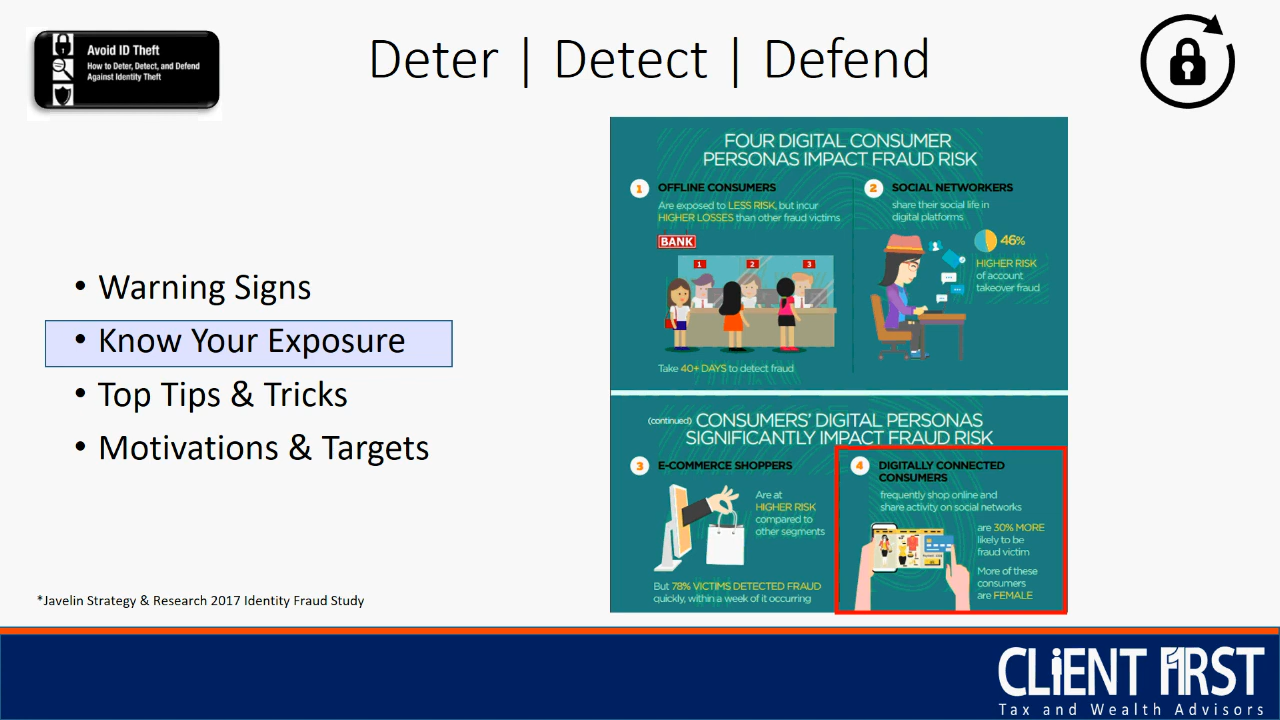 Avoid ID Theft
How to Deter, Detect, and Defend
Against Identity Theft
Deter | Detect | Defend
• Warning Signs
• Know Your Exposure
• Top Tips & Tricks
• Motivations & Targets
*Javelin Strategy & Research 2017 Identity Fraud Study
FOUR DIGITAL CONSUMER
PERSONAS IMPACT FRAUD RISK
1 OFFLINE CONSUMERS
Are exposed to LESS RISK, but incur
HIGHER LOSSES than other fraud victims
BANK
1 2 3
Take 40+ DAYS to detect fraud
2 SOCIAL NETWORKERS
share their social life in
digital platforms
46%
HIGHER RISK
of account
takeover fraud
(continued) CONSUMERS' DIGITAL PERSONAS
SIGNIFICANTLY IMPACT FRAUD RISK
3 E-COMMERCE SHOPPERS
Are at
HIGHER RISK
compared to
other segments
But 78% VICTIMS DETECTED FRAUD
quickly, within a week of it occurring
4 DIGITALLY CONNECTED
CONSUMERS
frequently shop online and
share activity on social networks
are 30% MORE
likely to be
fraud victim
More of these
consumers
are FEMALE
CLiENT F1RST
Tax and Wealth Advisors